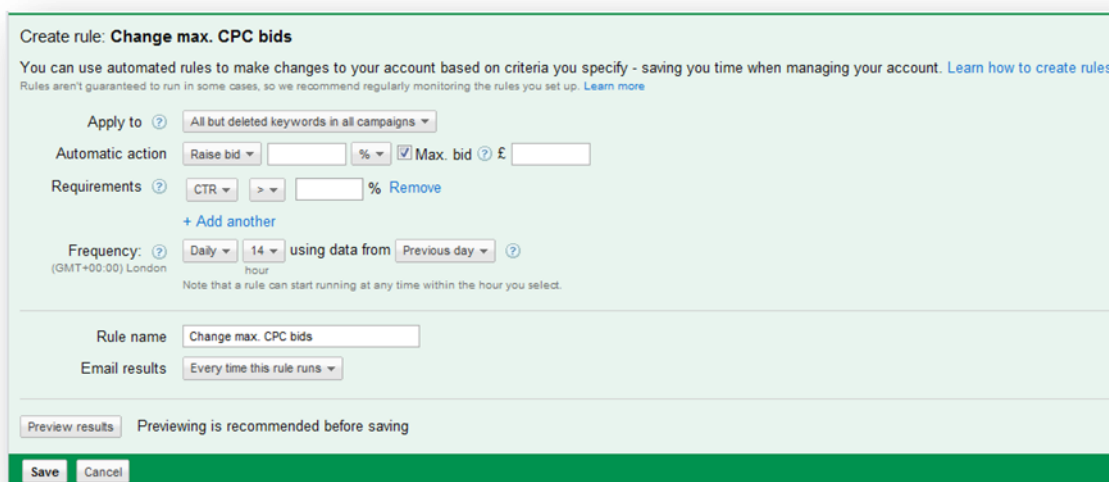 Create rule: Change max. CPC bids
You can use automated rules to make changes to your account based on criteria you specify - saving you time when managing your account. Learn how to create rules
Rules aren't guaranteed to run in some cases, so we recommend regularly monitoring the rules you set up. Learn more
Apply to ? All but deleted keywords in all campaigns
Automatic action Raise bid % Max. bid ? £
Requirements ? CTR > % Remove
+ Add another
Frequency: ? Daily 14 using data from Previous day ?
(GMT+00:00) London hour
Note that a rule can start running at any time within the hour you select.
Rule name Change max. CPC bids
Email results Every time this rule runs
Preview results Previewing is recommended before saving
Save Cancel